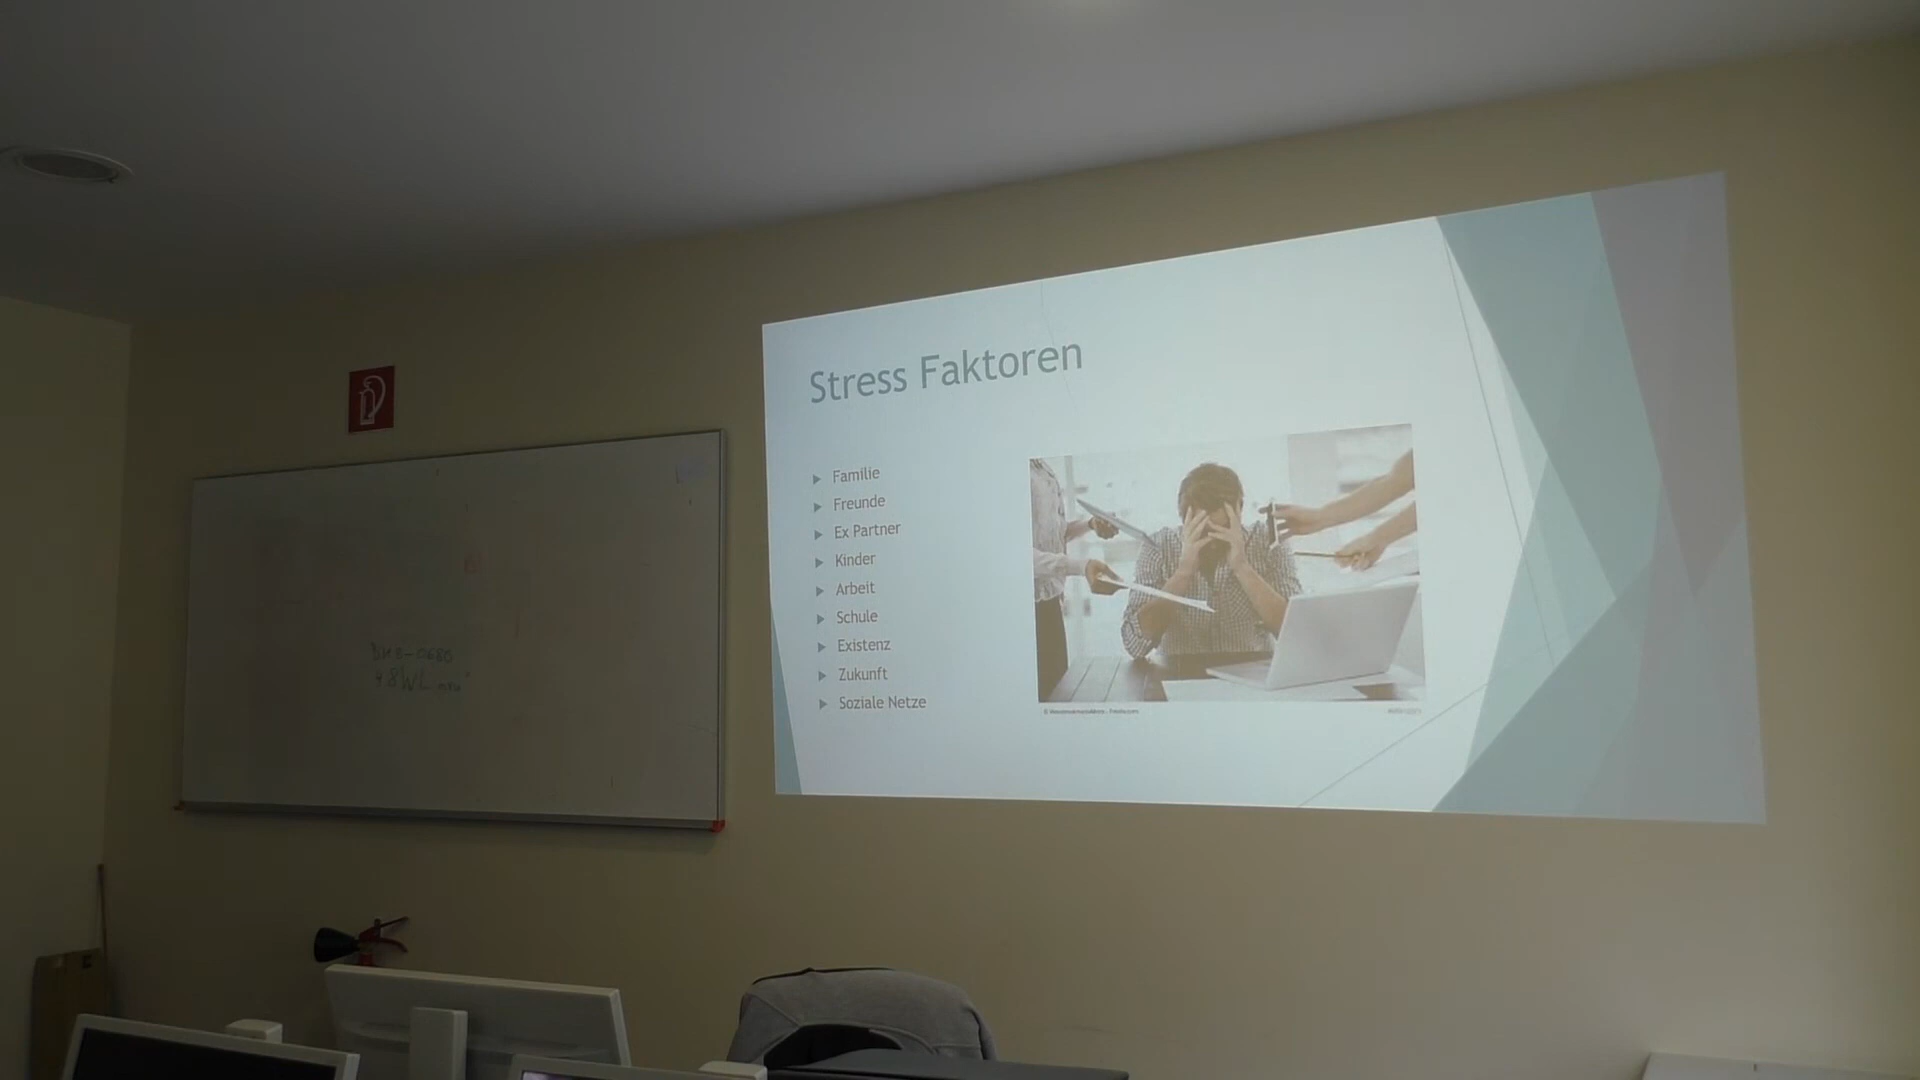 Stress Faktoren
Familie
Freunde
Ex Partner
Kinder
Arbeit
Schule
Existenz
Zukunft
Soziale Netze